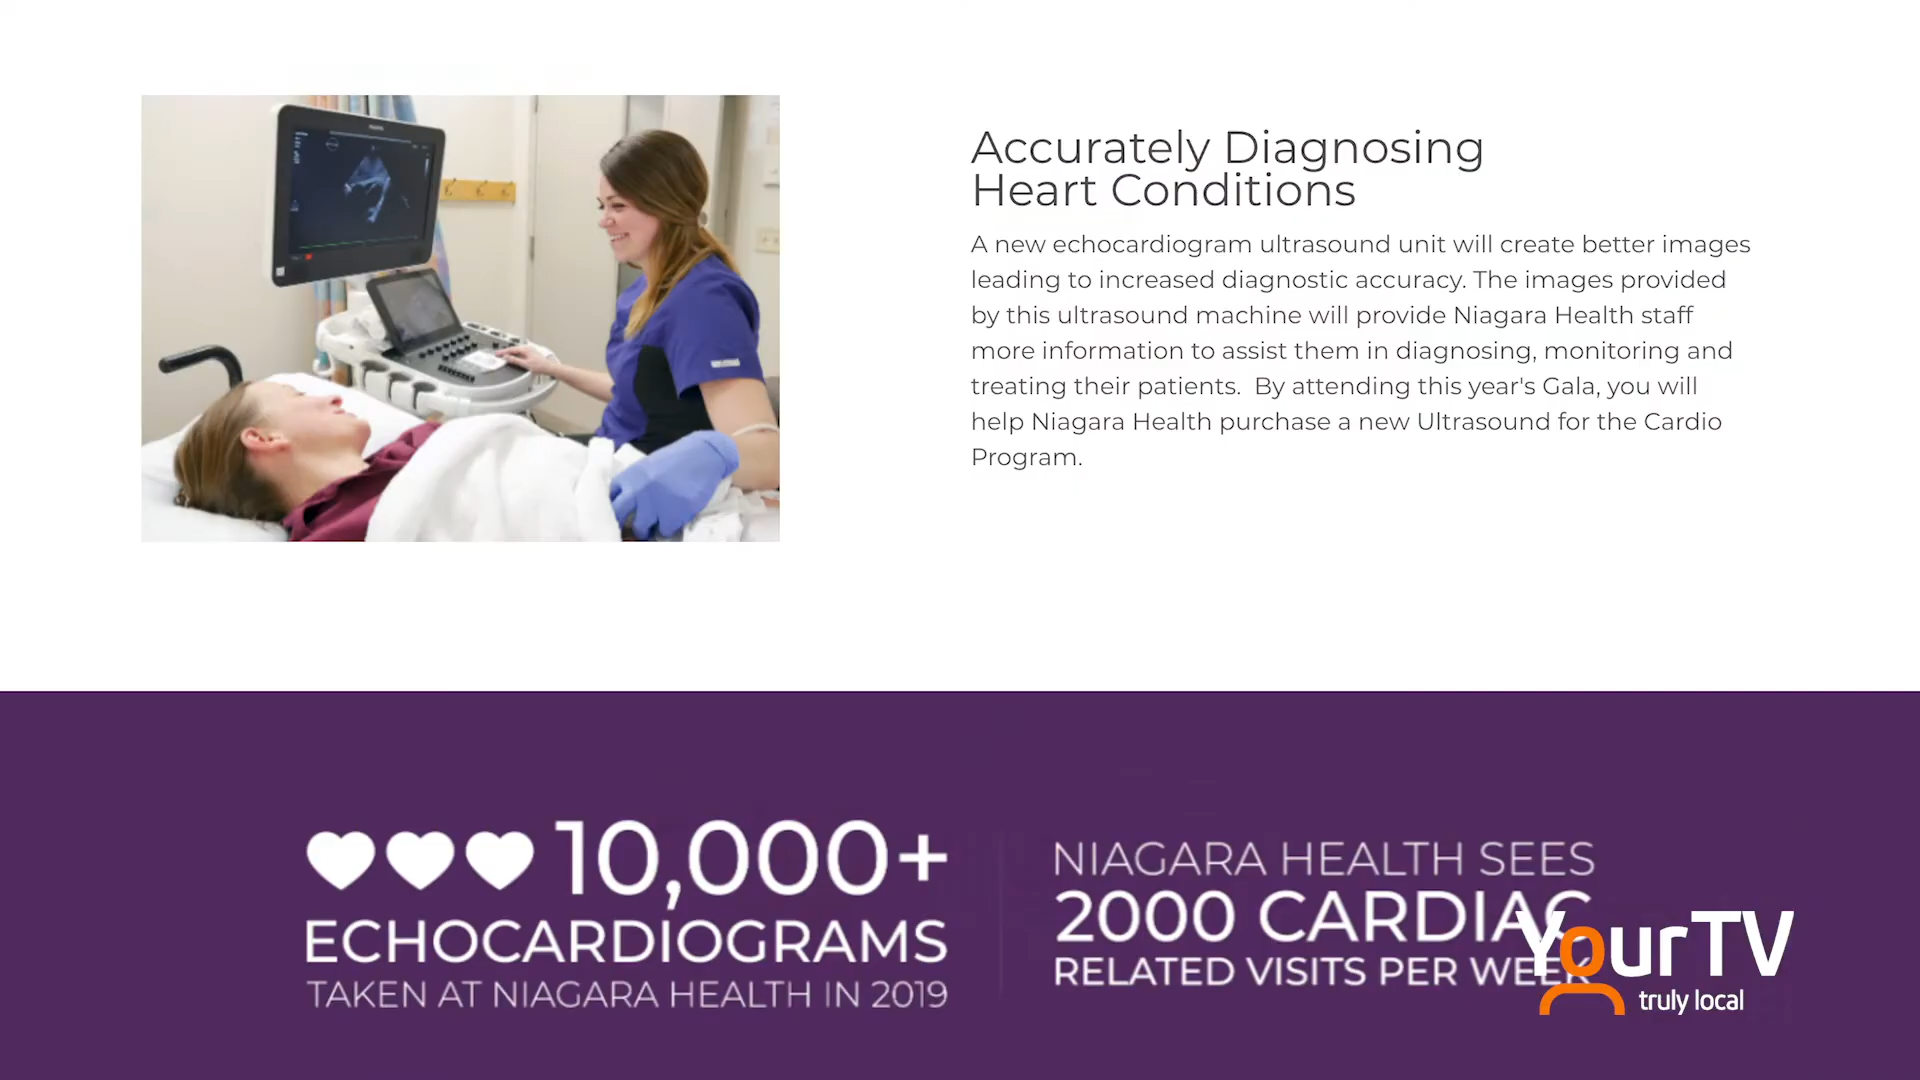 Accurately Diagnosing
Heart Conditions
A new echocardiogram ultrasound unit will create better images
leading to increased diagnostic accuracy. The images provided
by this ultrasound machine will provide Niagara Health staff
more information to assist them in diagnosing, monitoring and
treating their patients. By attending this year's Gala, you will
help Niagara Health purchase a new Ultrasound for the Cardio
Program.
10,000+
ECHOCARDIOGRAMS
TAKEN AT NIAGARA HEALTH IN 2019
NIAGARA HEALTH SEES
2000 CARDIAC
RELATED VISITS PER WEEK
YourTV
truly local